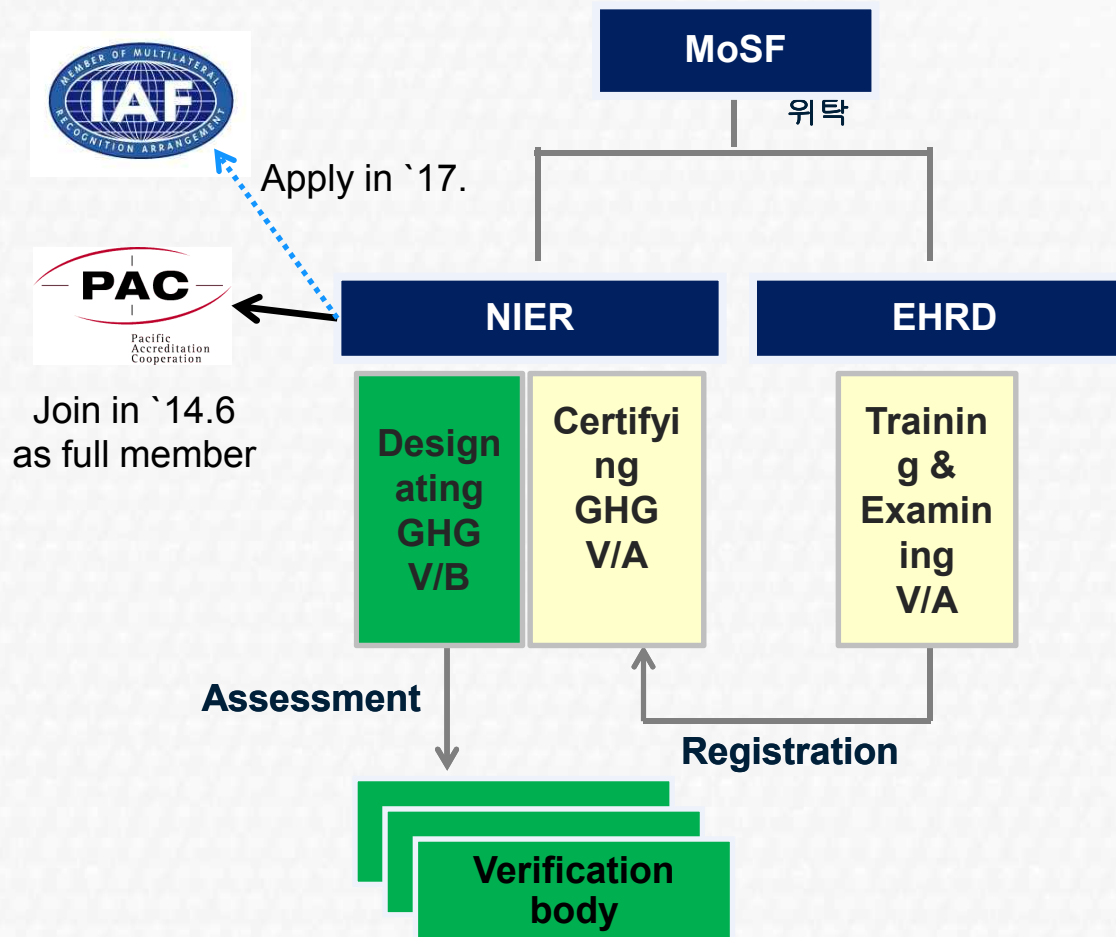 MoSF
위탁
MEMBER OF MULTILATERAL
IAF
RECOGNITION ARRANGEMENT
Apply in `17.
PAC
Pacific
Accreditation
Cooperation
Join in `14.6
as full member
NIER
EHRD
Design
ating
GHG
V/B
Certifyi
ng
GHG
V/A
Trainin
g &
Examin
ing
V/A
Assessment
Registration
Verification
body